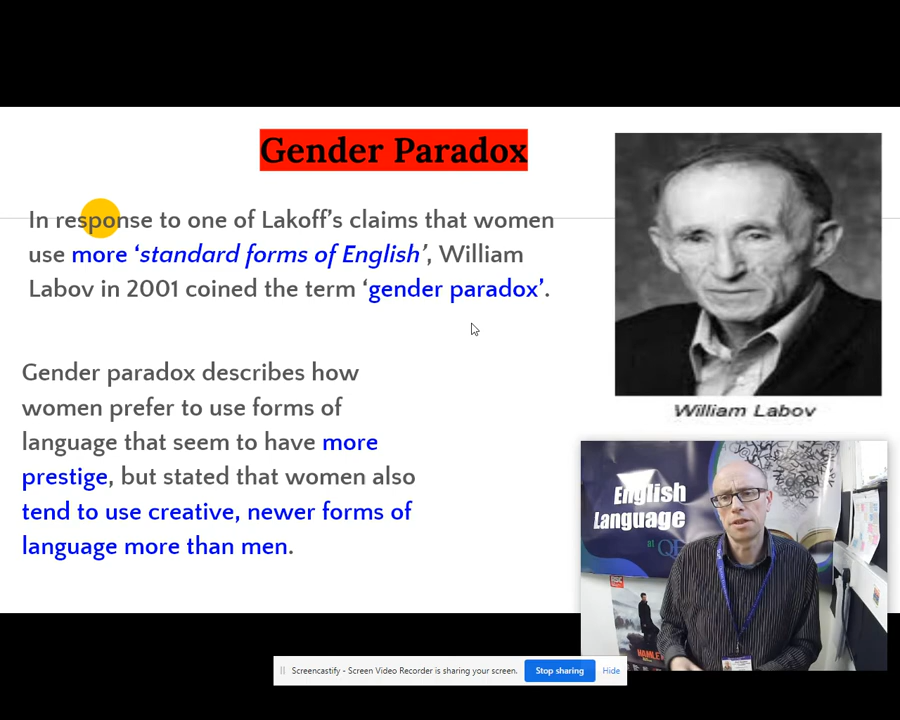 Gender Paradox
In response to one of Lakoff’s claims that women
use more ‘standard forms of English’, William
Labov in 2001 coined the term ‘gender paradox’.
Gender paradox describes how
women prefer to use forms of
language that seem to have more
prestige, but stated that women also
tend to use creative, newer forms of
language more than men.
William Labov
English
Language
at QE
HAMLET
Screencastify - Screen Video Recorder is sharing your screen.
Stop sharing
Hide